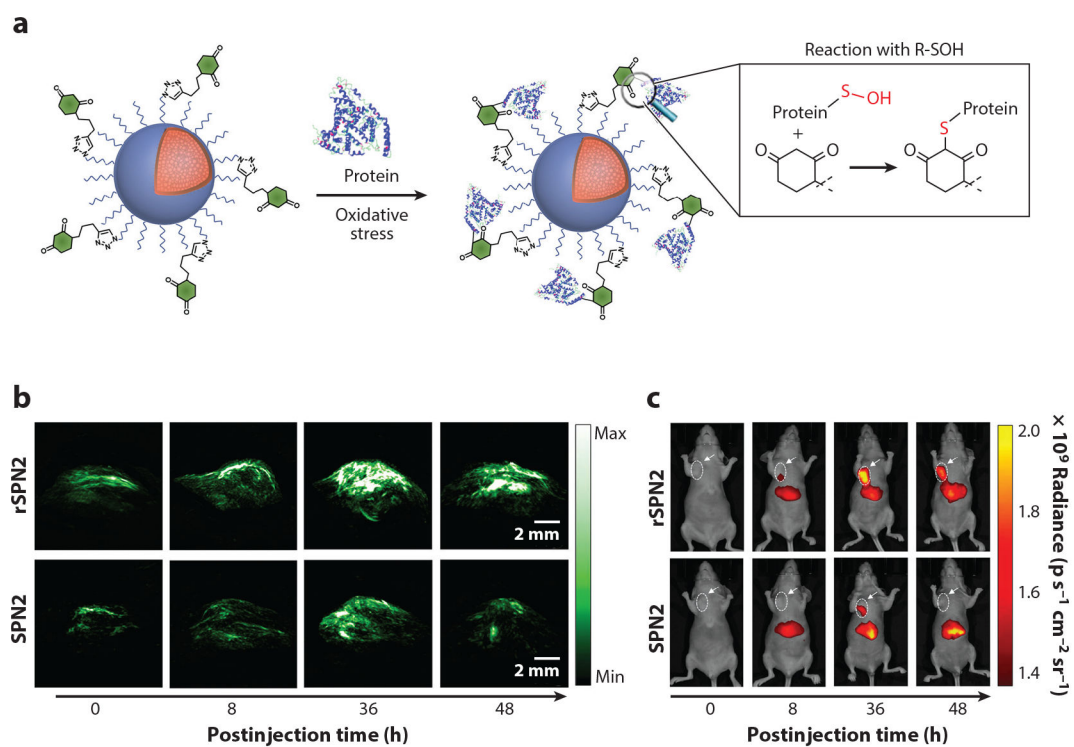 a
Protein
Oxidative
stress
Reaction with R-SOH
S
OH
Protein
+
O
O
Protein
S
O
O
b
rSPN2
SPN2
2 mm
2 mm
Max
Min
0
8
36
48
Postinjection time (h)
c
rSPN2
SPN2
2.0
1.8
1.6
1.4
× 10⁹ Radiance (p s⁻¹ cm⁻² sr⁻¹)
0
8
36
48
Postinjection time (h)